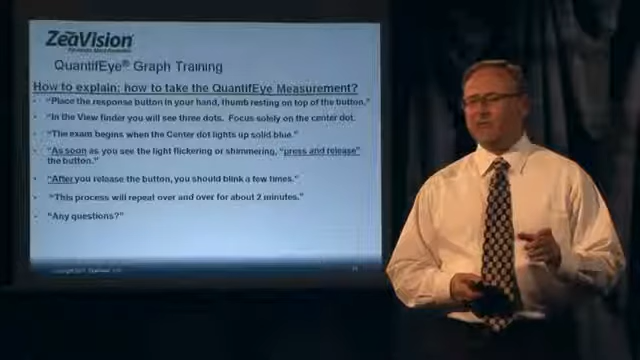 ZeaVision
QuantifEye® Graph Training
How to explain: how to take the QuantifEye Measurement?
• "Place the response button in your hand, thumb resting on top of the button."
• "In the View finder you will see three dots. Focus solely on the center dot.
• "The exam begins when the Center dot lights up solid blue."
• "As soon as you see the light flickering or shimmering, "press and release"
the button."
• "After you release the button, you should blink a few times."
• "This process will repeat over and over for about 2 minutes."
• "Any questions?"